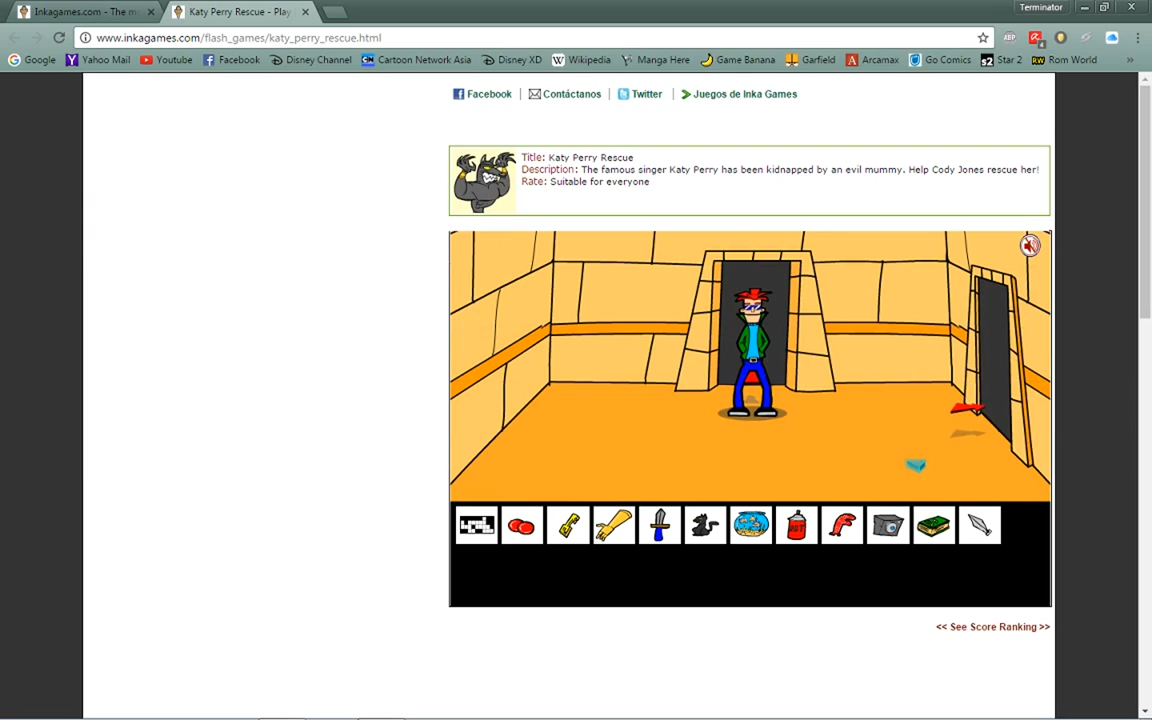 Inkagames.com - The m
Katy Perry Rescue - Play
Terminator
www.inkagames.com/flash_games/katy_perry_rescue.html
ABP
4
Google
Yahoo Mail
Youtube
Facebook
Disney Channel
Cartoon Network Asia
Disney XD
Wikipedia
Manga Here
Game Banana
Garfield
Arcamax
Go Comics
Star 2
Rom World
Facebook | Contáctanos | Twitter | Juegos de Inka Games
Title: Katy Perry Rescue
Description: The famous singer Katy Perry has been kidnapped by an evil mummy. Help Cody Jones rescue her!
Rate: Suitable for everyone
HOT
<< See Score Ranking >>